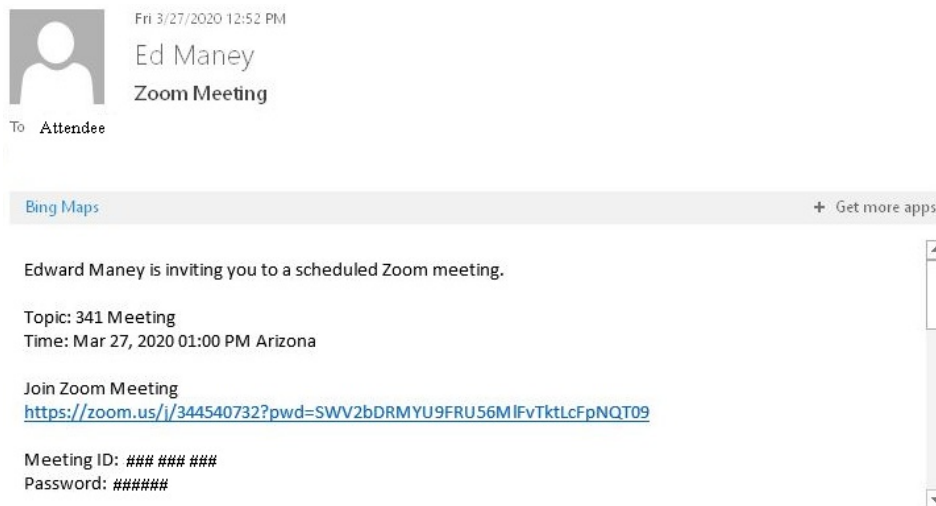 Fri 3/27/2020 12:52 PM
Ed Maney
Zoom Meeting
To Attendee
Bing Maps + Get more apps
Edward Maney is inviting you to a scheduled Zoom meeting.
Topic: 341 Meeting
Time: Mar 27, 2020 01:00 PM Arizona
Join Zoom Meeting
https://zoom.us/j/344540732?pwd=SWV2bDRMYU9FRU56MlFvTktLcFpNQT09
Meeting ID: ### ### ###
Password: ######